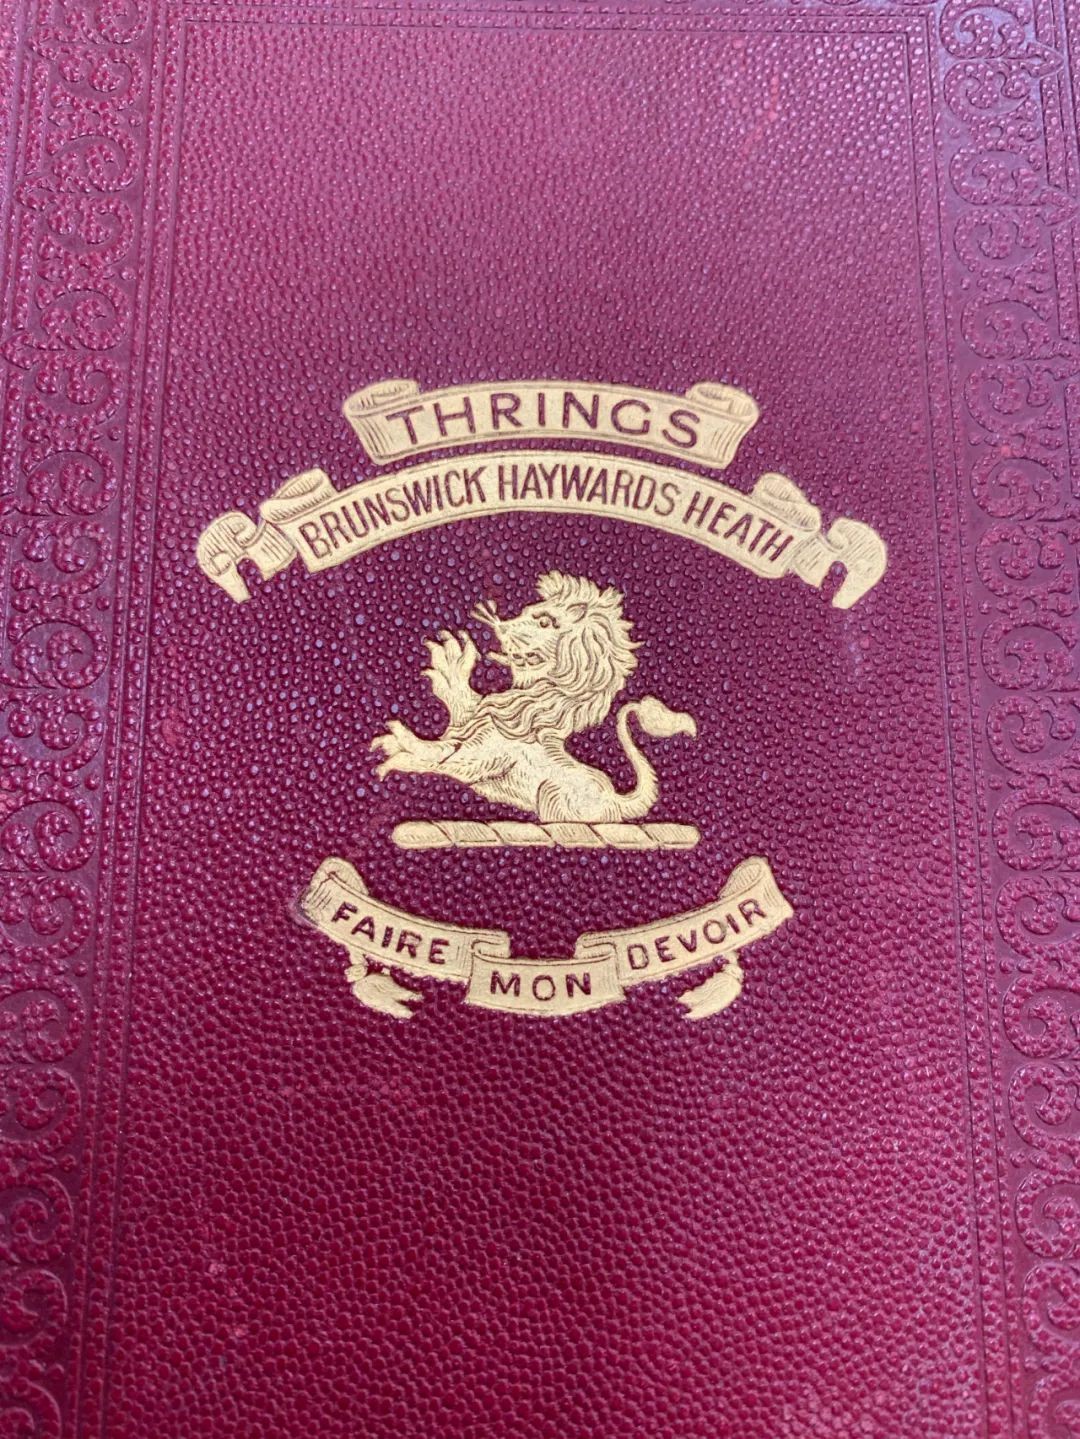 THRINGS
BRUNSWICK HAYWARDS HEATH
FAIRE MON DEVOIR